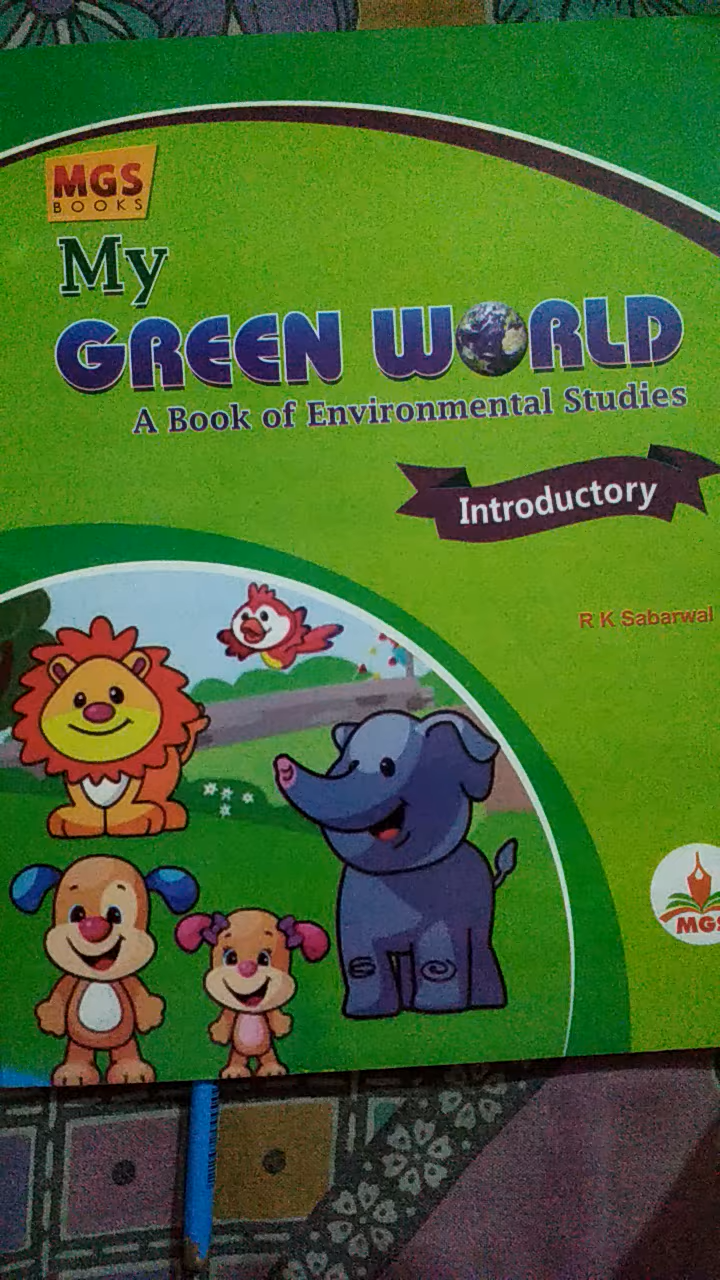 MGS
BOOKS
My
GREEN WORLD
A Book of Environmental Studies
Introductory
R K Sabarwal
MGS